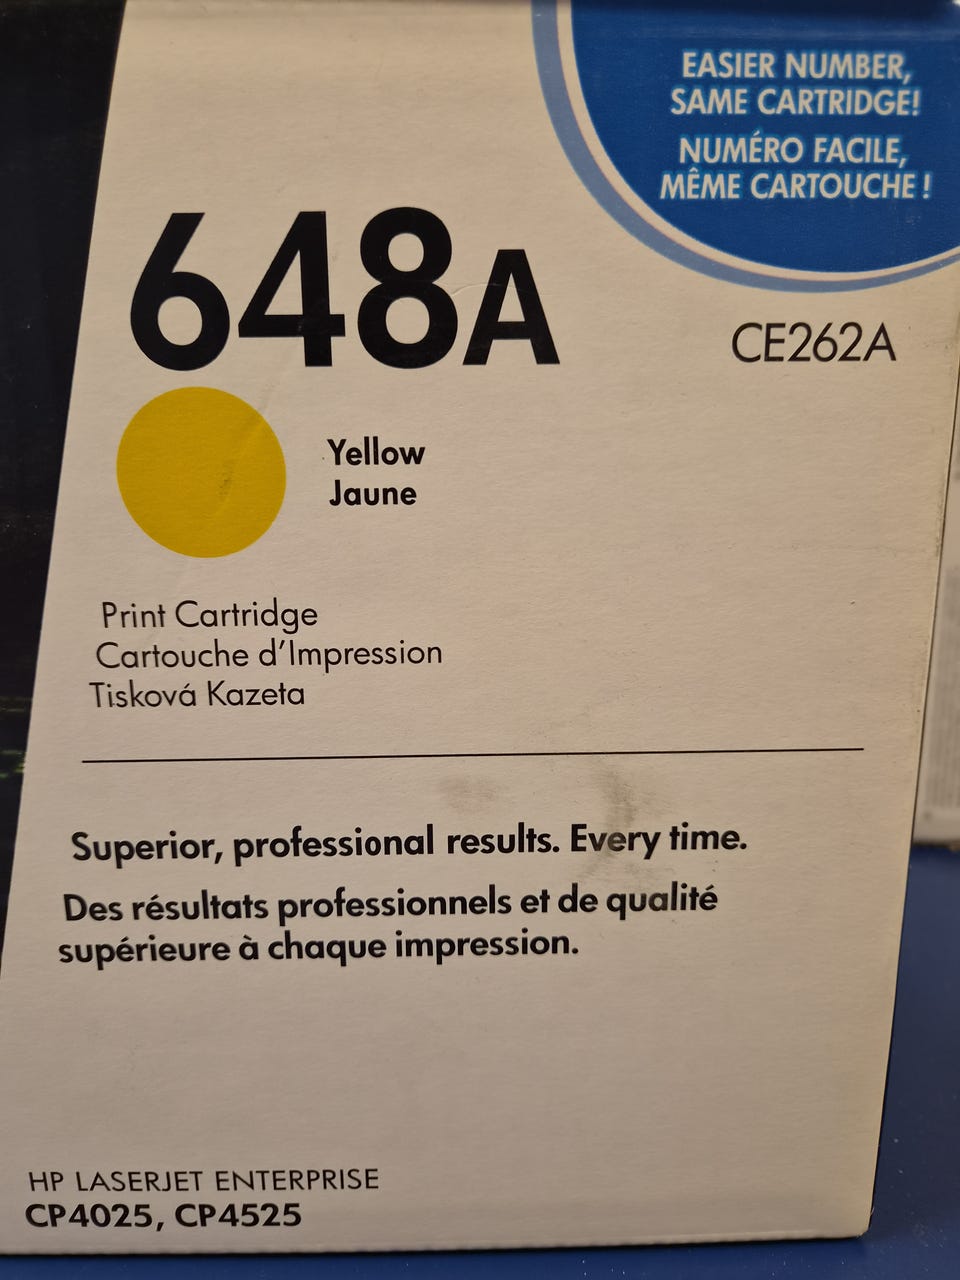 EASIER NUMBER,
SAME CARTRIDGE!
NUMÉRO FACILE,
MÊME CARTOUCHE !
648A
CE262A
Yellow
Jaune
Print Cartridge
Cartouche d'Impression
Tisková Kazeta
Superior, professional results. Every time.
Des résultats professionnels et de qualité
supérieure à chaque impression.
HP LASERJET ENTERPRISE
CP4025, CP4525